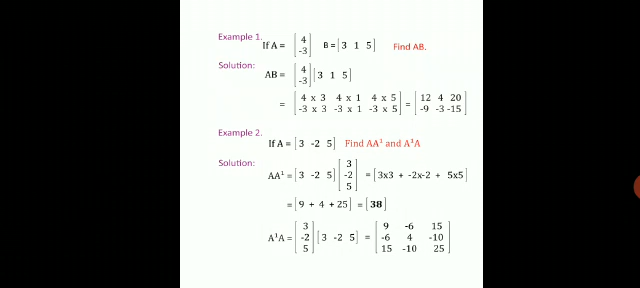 Example 1. If A = [4 -3] B = [3 1 5] Find AB.
Solution: AB = [4 -3] [3 1 5]
= [4 x 3 4 x 1 4 x 5
-3 x 3 -3 x 1 -3 x 5] = [12 4 20
-9 -3 -15]
Example 2.
If A = [3 -2 5] Find AA¹ and A¹A
Solution:
AA¹ = [3 -2 5] [3 -2 5] = [3x3 + -2x-2 + 5x5]
= [9 + 4 + 25] = [38]
A¹A = [3 -2 5] [3 -2 5] = [9 -6 15
-6 4 -10
15 -10 25]